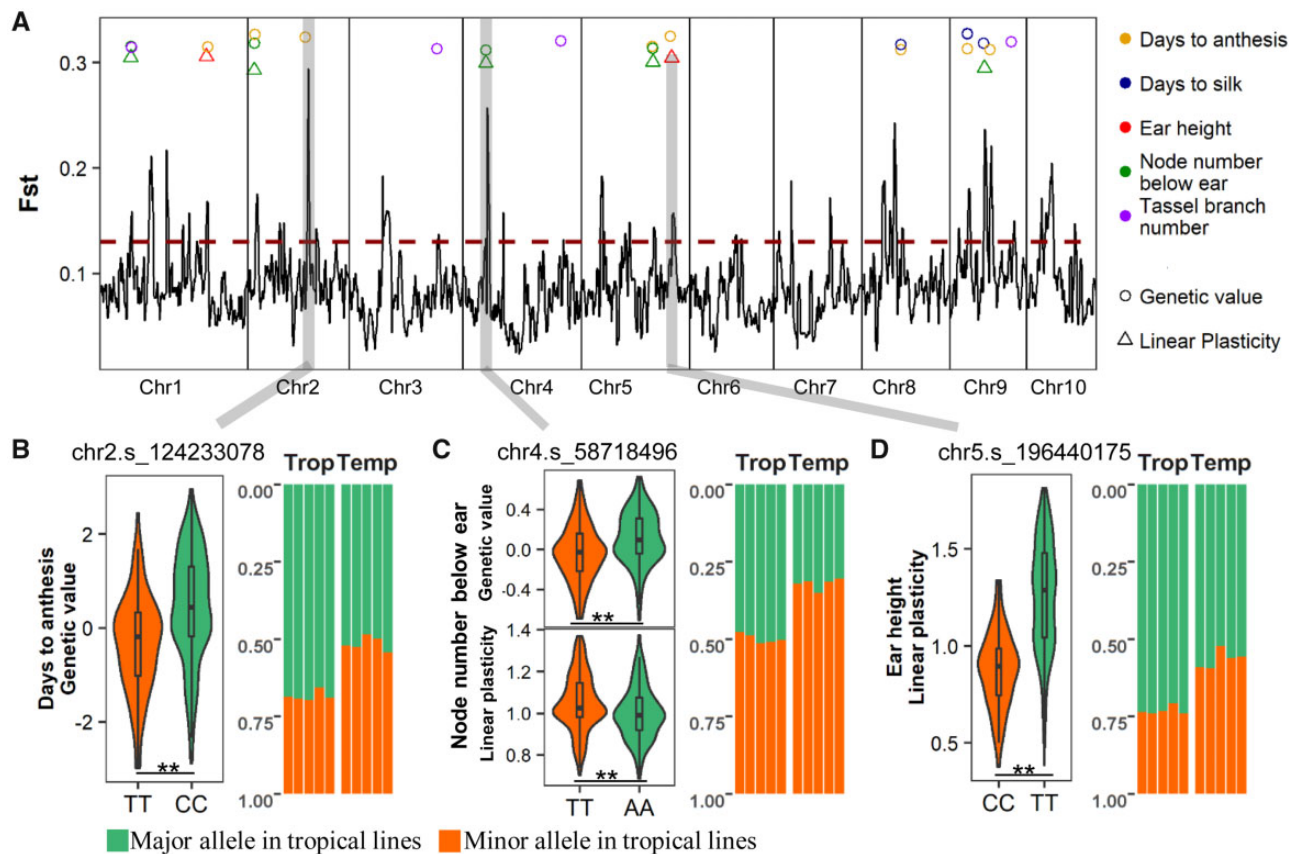 A
Fst
0.3
0.2
0.1
Chr1
Chr2
Chr3
Chr4
Chr5
Chr6
Chr7
Chr8
Chr9
Chr10
Days to anthesis
Days to silk
Ear height
Node number
below ear
Tassel branch
number
Genetic value
Linear Plasticity
B
chr2.s_124233078
Days to anthesis
Genetic value
2
0
-2
**
TT
CC
Trop
Temp
0.00
0.25
0.50
0.75
1.00
C
chr4.s_58718496
Node number below ear
Genetic value
0.4
0.0
-0.4
**
Linear plasticity
1.4
1.2
1.0
0.8
**
TT
AA
Trop
Temp
0.00
0.25
0.50
0.75
1.00
D
chr5.s_196440175
Ear height
Linear plasticity
1.5
1.0
0.5
**
CC
TT
Trop
Temp
0.00
0.25
0.50
0.75
1.00
Major allele in tropical lines
Minor allele in tropical lines